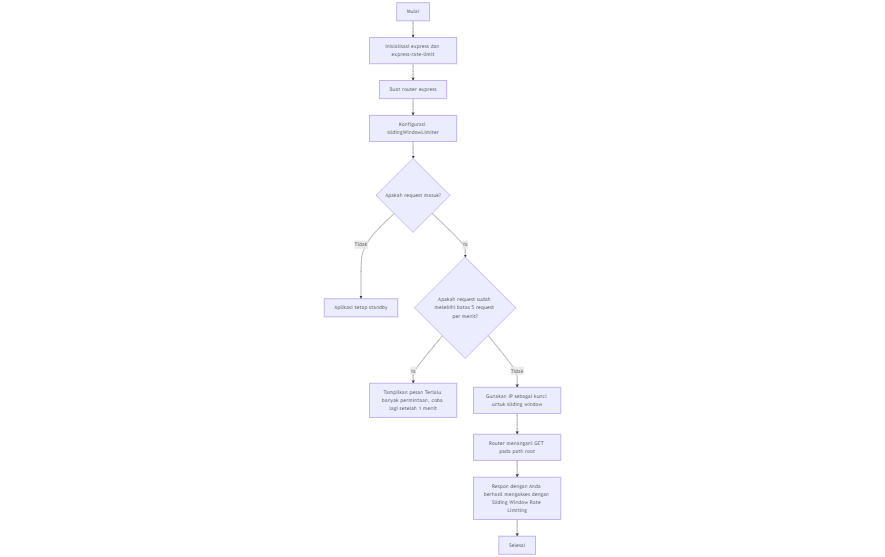 Mulai
Inisialisasi express dan
express-rate-limit
Buat router express
Konfigurasi
slidingWindowLimiter
Apakah request masuk?
Tidak
Ya
Aplikasi tetap standby
Apakah request sudah
melebihi batas 5 request
per menit?
Ya
Tidak
Tampilkan pesan Terlalu
banyak permintaan, coba
lagi setelah 1 menit
Gunakan IP sebagai kunci
untuk sliding window
Router menangani GET
pada path root
Respon dengan Anda
berhasil mengakses dengan
Sliding Window Rate
Limiting
Selesai